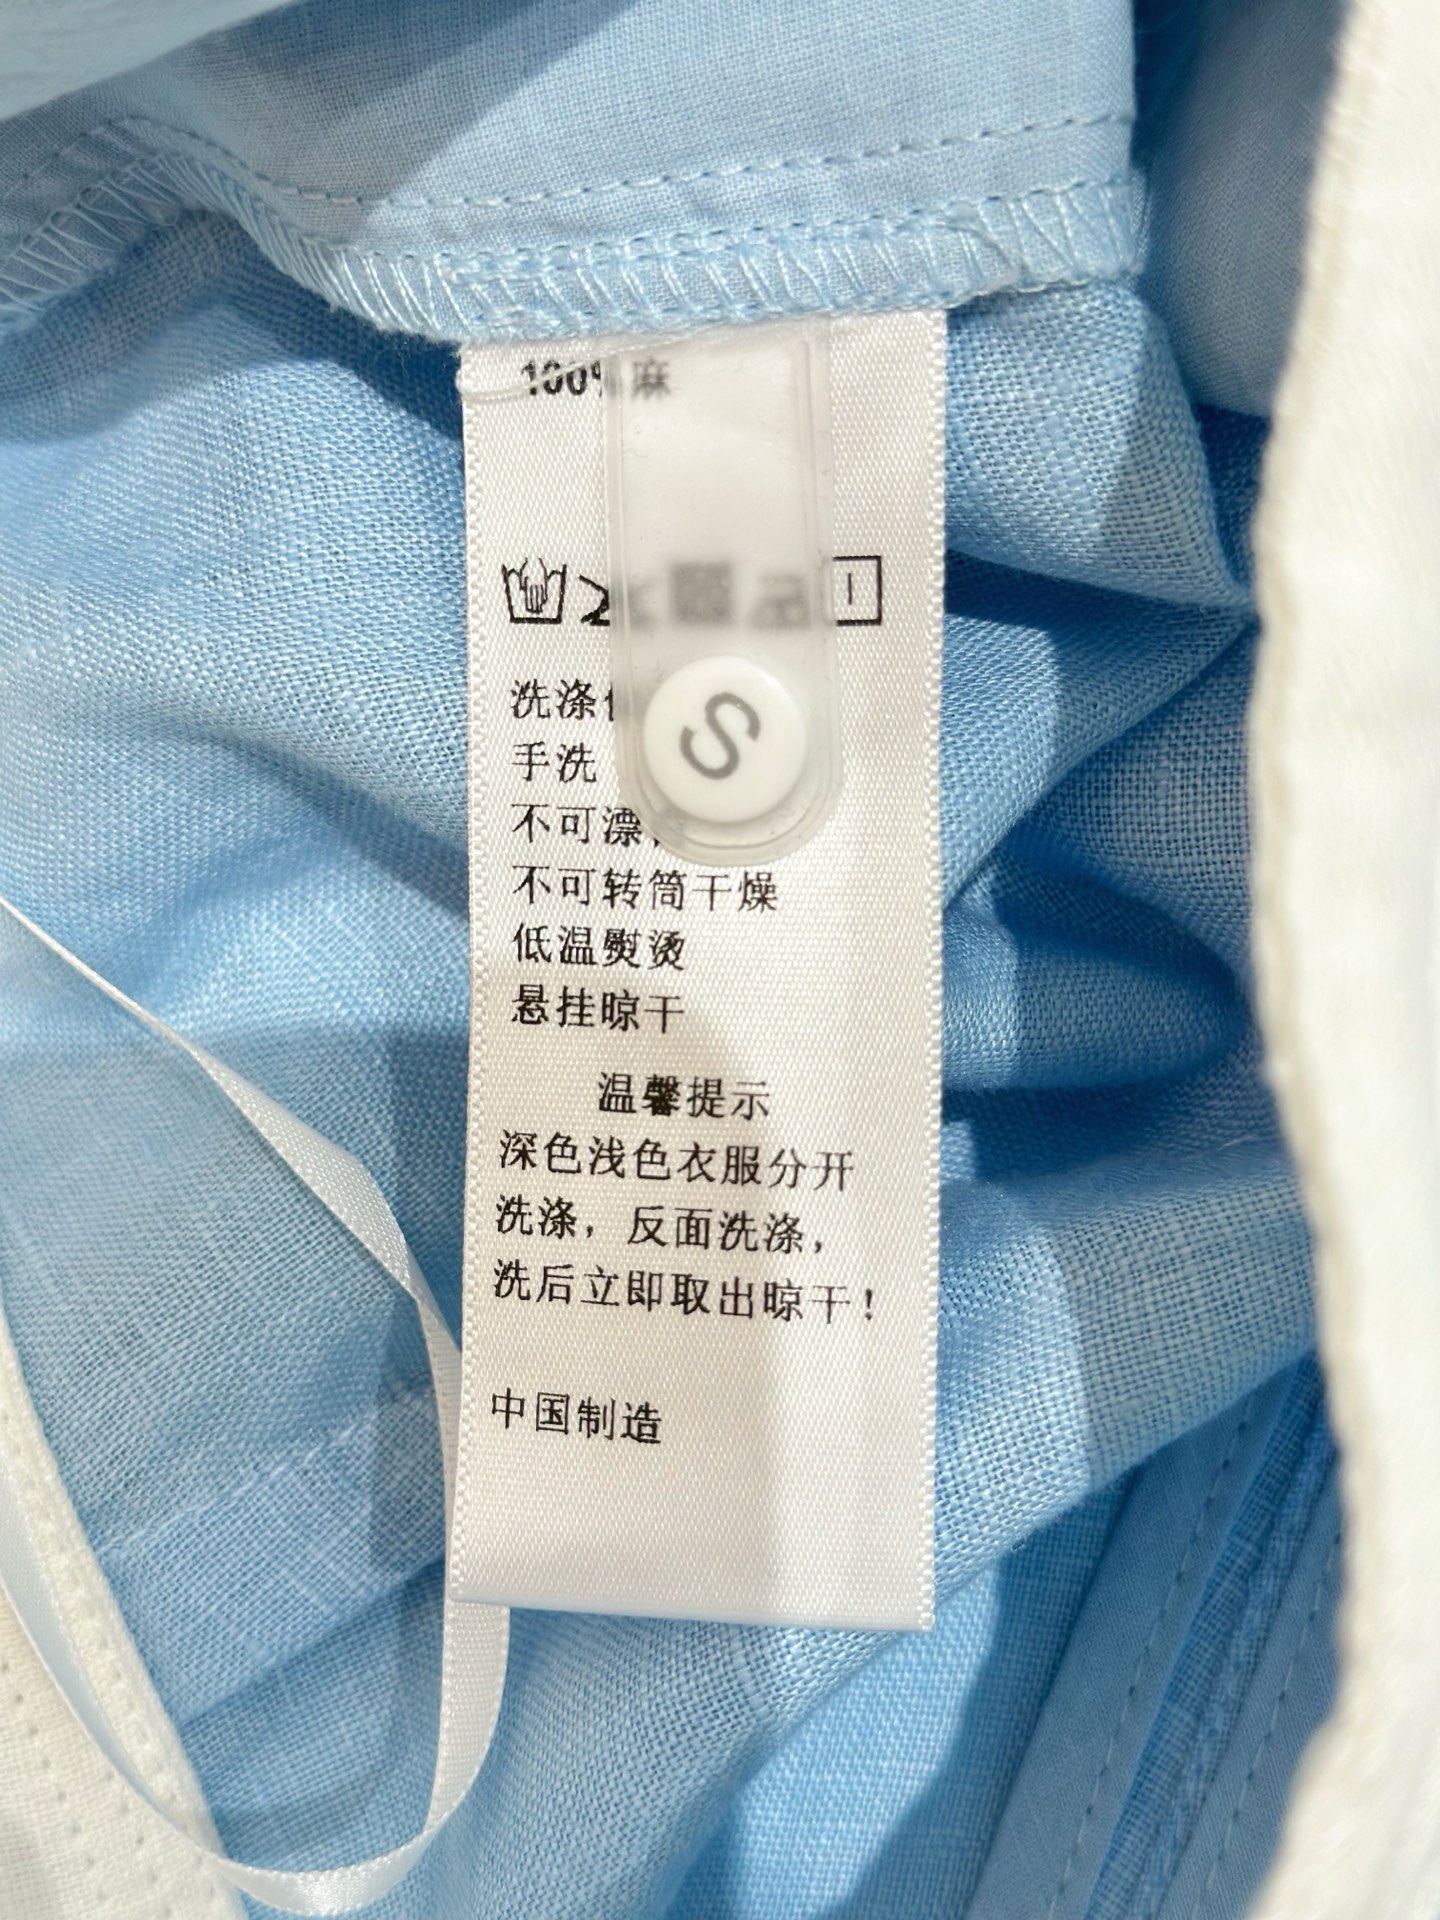 100% 麻
洗涤
手洗
不可漂
不可转筒干燥
低温熨烫
悬挂晾干
温馨提示
深色浅色衣服分开
洗涤，反面洗涤，
洗后立即取出晾干！
中国制造
S